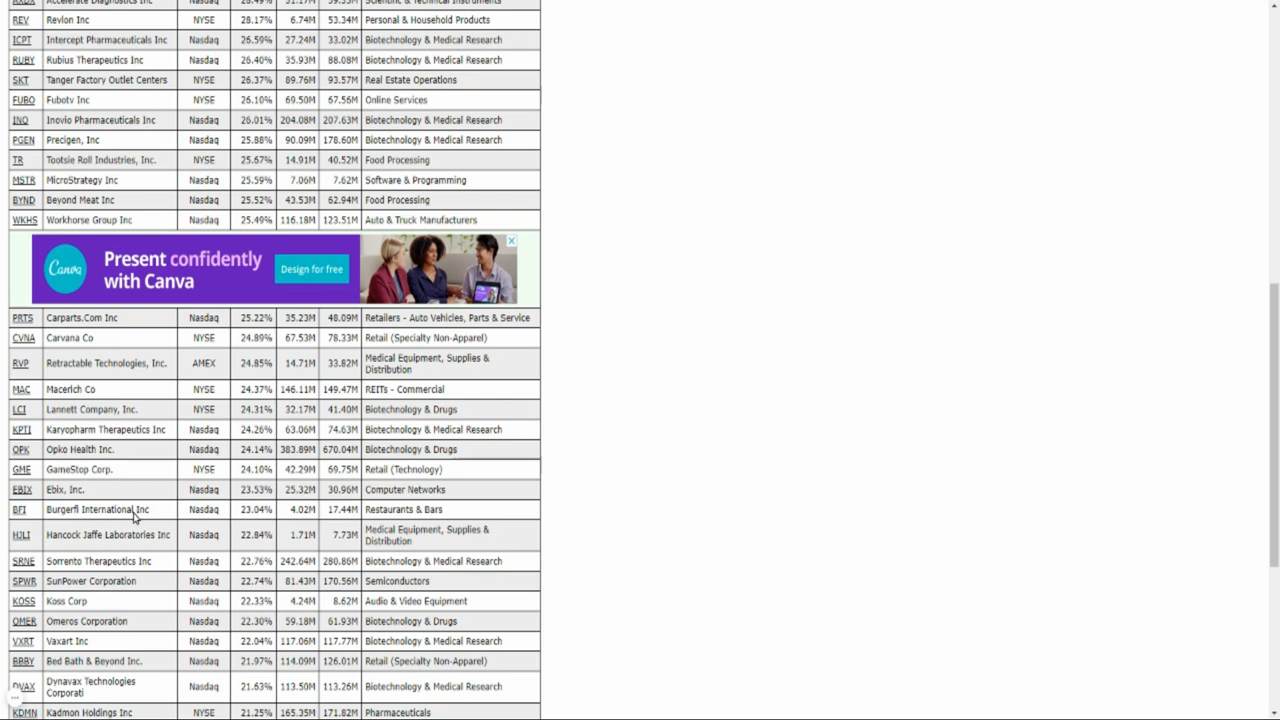 AXDX Accelerate Diagnostics Inc Nasdaq 28.49% 31.17M 59.33M Scientific & Technical Instruments
REV Revlon Inc NYSE 28.17% 6.74M 53.34M Personal & Household Products
ICPT Intercept Pharmaceuticals Inc Nasdaq 26.59% 27.24M 33.02M Biotechnology & Medical Research
RUBY Rubius Therapeutics Inc Nasdaq 26.40% 35.93M 88.08M Biotechnology & Medical Research
SKT Tanger Factory Outlet Centers NYSE 26.37% 89.76M 93.57M Real Estate Operations
FUBO Fubotv Inc NYSE 26.10% 69.50M 67.56M Online Services
INO Inovio Pharmaceuticals Inc Nasdaq 26.01% 204.08M 207.63M Biotechnology & Medical Research
PGEN Precigen, Inc Nasdaq 25.88% 90.09M 178.60M Biotechnology & Medical Research
TR Tootsie Roll Industries, Inc. NYSE 25.67% 14.91M 40.52M Food Processing
MSTR MicroStrategy Inc Nasdaq 25.59% 7.06M 7.62M Software & Programming
BYND Beyond Meat Inc Nasdaq 25.52% 43.53M 62.94M Food Processing
WKHS Workhorse Group Inc Nasdaq 25.49% 116.18M 123.51M Auto & Truck Manufacturers
Canva
Present confidently
with Canva
Design for free
PRTS Carparts.Com Inc Nasdaq 25.22% 35.23M 48.09M Retailers - Auto Vehicles, Parts & Service
CVNA Carvana Co NYSE 24.89% 67.53M 78.33M Retail (Specialty Non-Apparel)
RVP Retractable Technologies, Inc. AMEX 24.85% 14.71M 33.82M Medical Equipment, Supplies &
Distribution
MAC Macerich Co NYSE 24.37% 146.11M 149.47M REITs - Commercial
LCI Lannett Company, Inc. NYSE 24.31% 32.17M 41.40M Biotechnology & Drugs
KPTI Karyopharm Therapeutics Inc Nasdaq 24.26% 63.06M 74.63M Biotechnology & Medical Research
OPK Opko Health Inc. Nasdaq 24.14% 383.89M 670.04M Biotechnology & Drugs
GME GameStop Corp. NYSE 24.10% 42.29M 69.75M Retail (Technology)
EBIX Ebix, Inc. Nasdaq 23.53% 25.32M 30.96M Computer Networks
BFI Burgerfi International Inc Nasdaq 23.04% 4.02M 17.44M Restaurants & Bars
HJLI Hancock Jaffe Laboratories Inc Nasdaq 22.84% 1.71M 7.73M Medical Equipment, Supplies &
Distribution
SRNE Sorrento Therapeutics Inc Nasdaq 22.76% 242.64M 280.86M Biotechnology & Medical Research
SPWR SunPower Corporation Nasdaq 22.74% 81.43M 170.56M Semiconductors
KOSS Koss Corp Nasdaq 22.33% 4.24M 8.62M Audio & Video Equipment
OMER Omeros Corporation Nasdaq 22.30% 59.18M 61.93M Biotechnology & Drugs
VXRT Vaxart Inc Nasdaq 22.04% 117.06M 117.77M Biotechnology & Medical Research
BBBY Bed Bath & Beyond Inc. Nasdaq 21.97% 114.09M 126.01M Retail (Specialty Non-Apparel)
DVAX Dynavax Technologies Nasdaq 21.63% 113.50M 113.26M Biotechnology & Medical Research
Corporati
KDMN Kadmon Holdings Inc NYSE 21.25% 165.35M 171.82M Pharmaceuticals